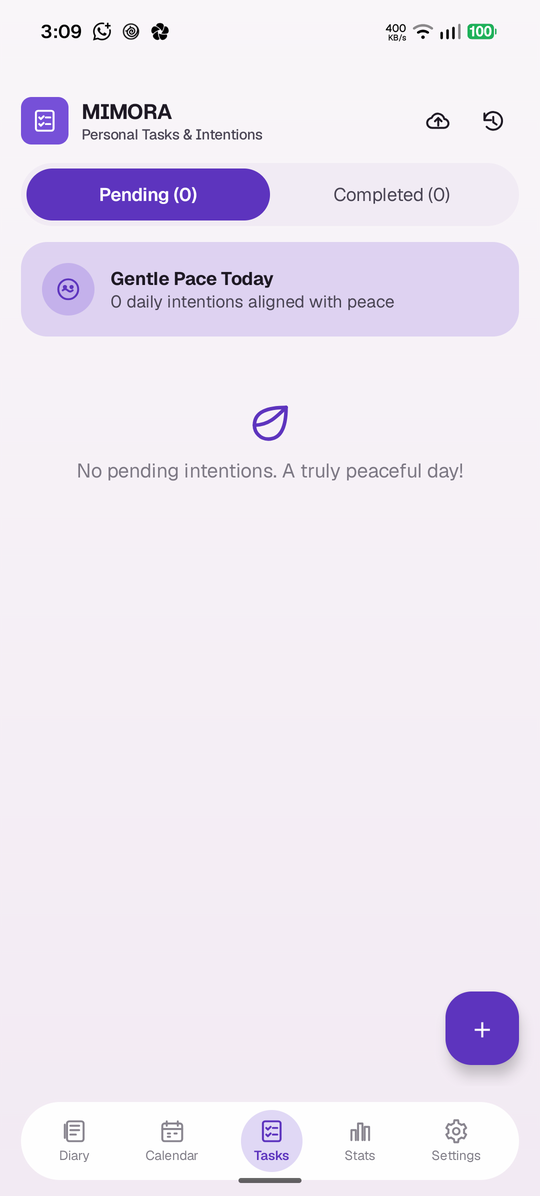 3:09
400
KB/s
100
MIMORA
Personal Tasks & Intentions
Pending (0)
Completed (0)
Gentle Pace Today
0 daily intentions aligned with peace
No pending intentions. A truly peaceful day!
+
Diary
Calendar
Tasks
Stats
Settings